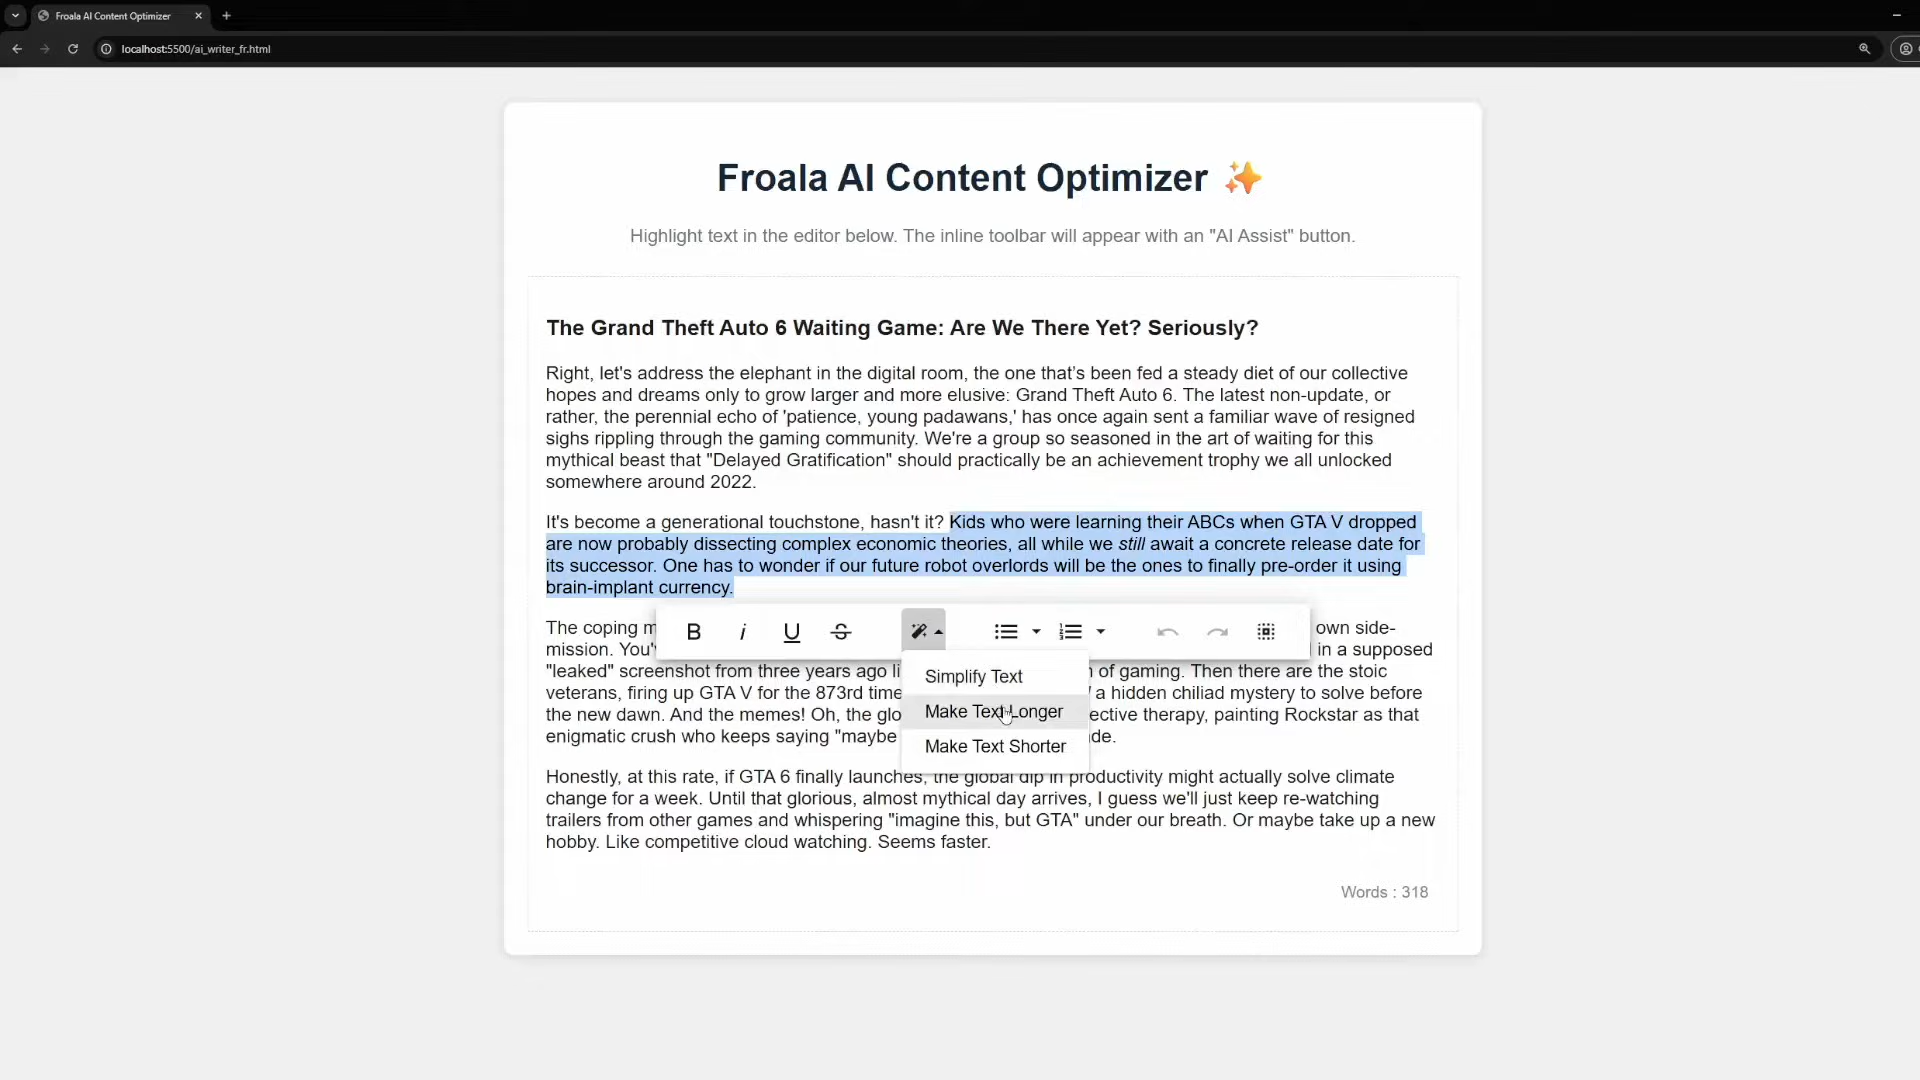 Froala AI Content Optimizer
localhost:5500/ai_writer_fr.html
Froala AI Content Optimizer ✨
Highlight text in the editor below. The inline toolbar will appear with an "AI Assist" button.
The Grand Theft Auto 6 Waiting Game: Are We There Yet? Seriously?
Right, let's address the elephant in the digital room, the one that's been fed a steady diet of our collective
hopes and dreams only to grow larger and more elusive: Grand Theft Auto 6. The latest non-update, or
rather, the perennial echo of 'patience, young padawans,' has once again sent a familiar wave of resigned
sighs rippling through the gaming community. We're a group so seasoned in the art of waiting for this
mythical beast that "Delayed Gratification" should practically be an achievement trophy we all unlocked
somewhere around 2022.
It's become a generational touchstone, hasn't it? Kids who were learning their ABCs when GTA V dropped
are now probably dissecting complex economic theories, all while we still await a concrete release date for
its successor. One has to wonder if our future robot overlords will be the ones to finally pre-order it using
brain-implant currency.
B i U S
The coping own side-
mission. in a supposed
"leaked" screenshot from three years ago of gaming. Then there are the stoic
veterans, firing up GTA V for the 873rd time a hidden chiliad mystery to solve before
the new dawn. And the memes! Oh, the therapy, painting Rockstar as that
enigmatic crush who keeps saying "maybe
Simplify Text
Make Text Longer
Make Text Shorter
Honestly, at this rate, if GTA 6 finally launches, the global dip in productivity might actually solve climate
change for a week. Until that glorious, almost mythical day arrives, I guess we'll just keep re-watching
trailers from other games and whispering "imagine this, but GTA" under our breath. Or maybe take up a new
hobby. Like competitive cloud watching. Seems faster.
Words : 318